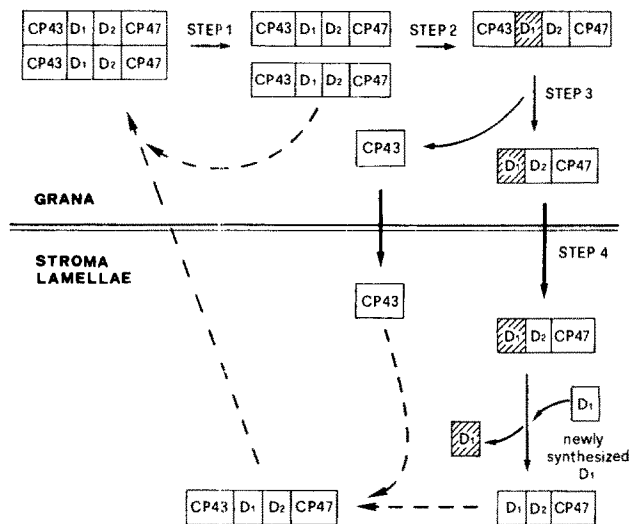 CP43 D1 D2 CP47
CP43 D1 D2 CP47
STEP 1
CP43 D1 D2 CP47
CP43 D1 D2 CP47
STEP 2
CP43 D1 D2 CP47
STEP 3
CP43
D1 D2 CP47
GRANA
STROMA
LAMELLAE
STEP 4
CP43
D1 D2 CP47
D1
D1
newly
synthesized
D1
CP43 D1 D2 CP47
D1 D2 CP47